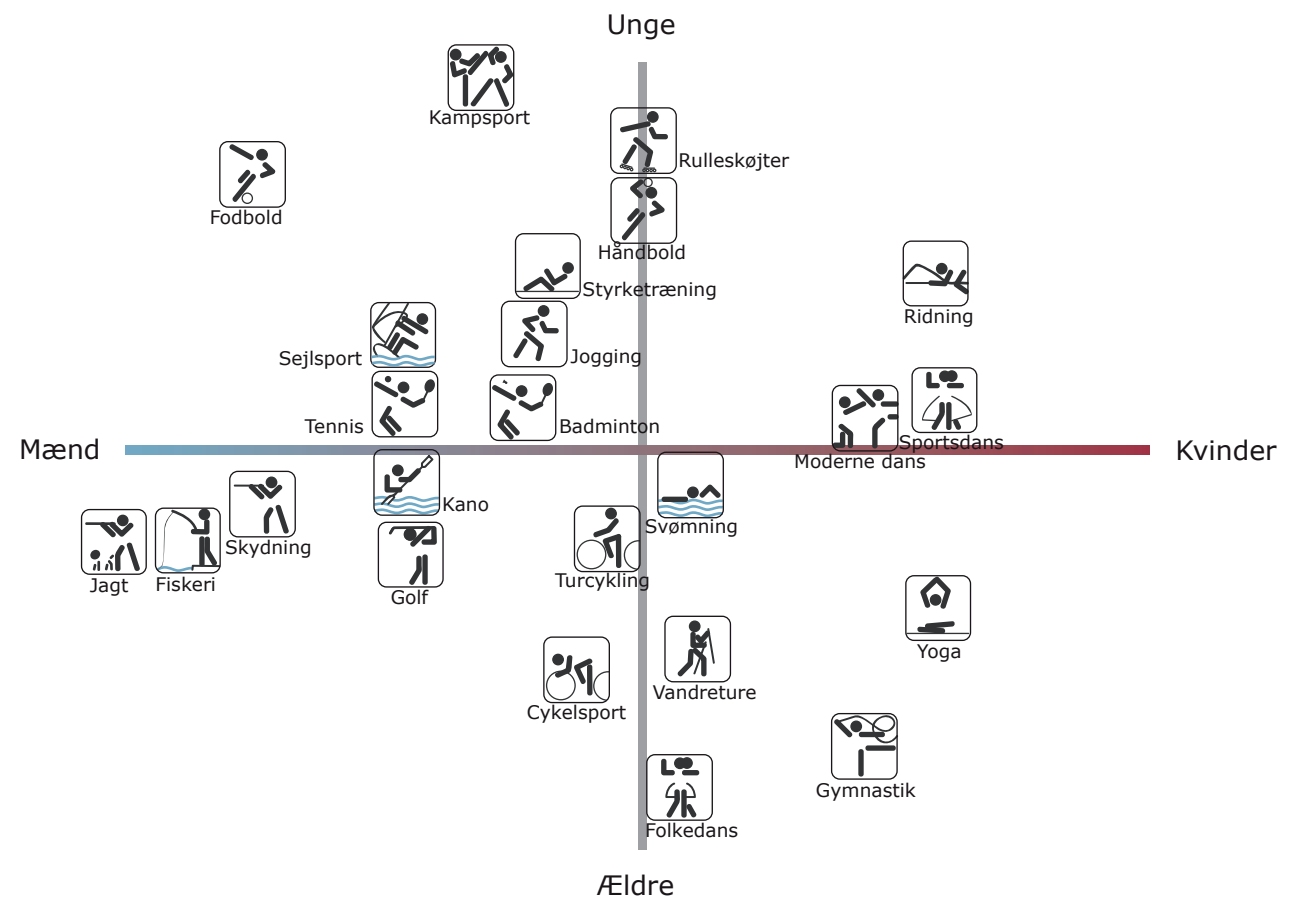 Unge
Kampsport
Rulleskøjter
Fodbold
Håndbold
Styrketræning
Ridning
Sejlsport
Jogging
Tennis
Badminton
Sportsdans
Mænd
Kvinder
Moderne dans
Kano
Svømning
Skydning
Turcykling
Jagt
Fiskeri
Golf
Yoga
Vandreture
Cykelsport
Gymnastik
Folkedans
Ældre